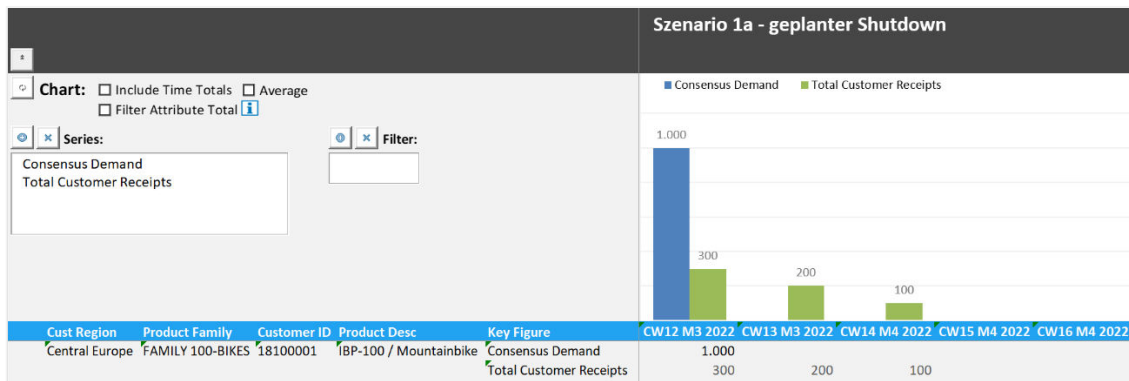 Szenario 1a - geplanter Shutdown
Chart: Include Time Totals Average
Filter Attribute Total i
Series: Filter:
Consensus Demand
Total Customer Receipts
Consensus Demand Total Customer Receipts
1.000
300
200
100
Cust Region Product Family Customer ID Product Desc Key Figure CW12 M3 2022 CW13 M3 2022 CW14 M4 2022 CW15 M4 2022 CW16 M4 2022
Central Europe FAMILY 100-BIKES 18100001 IBP-100 / Mountainbike Consensus Demand 1.000
Total Customer Receipts 300 200 100